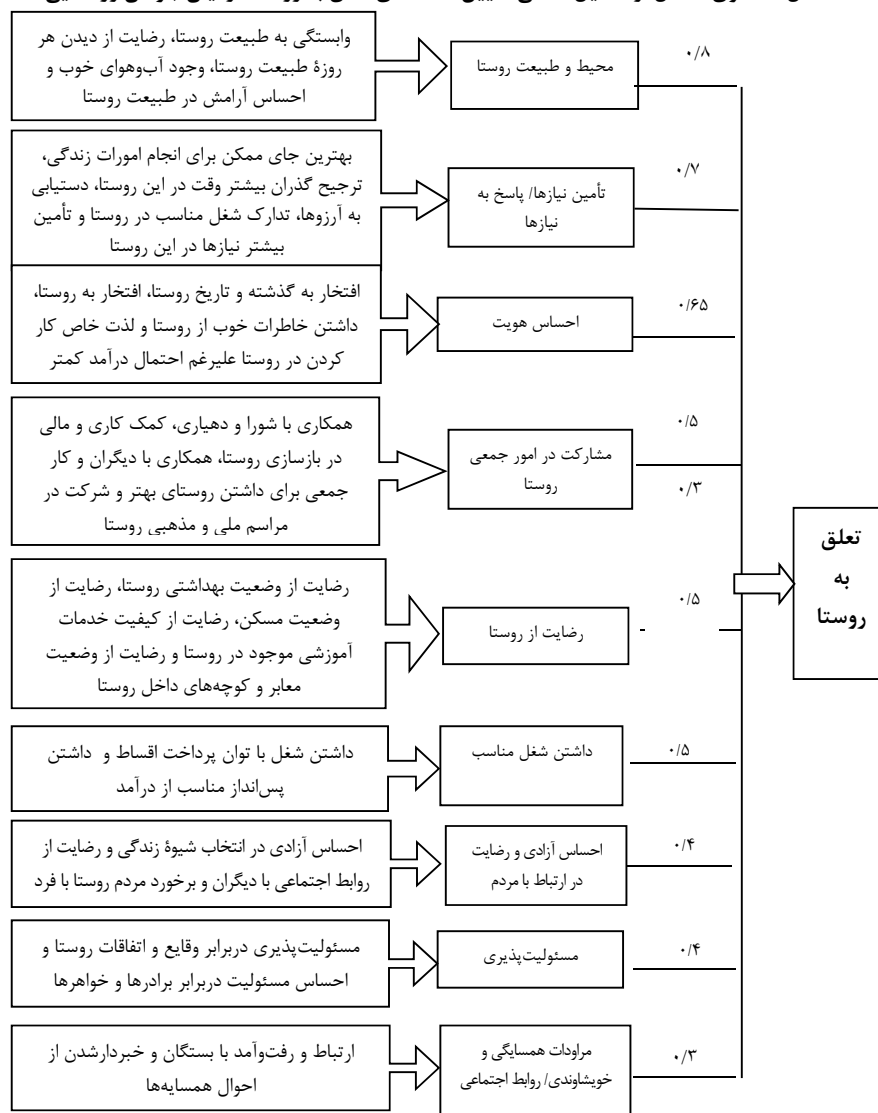 وابستگی به طبیعت روستا، رضایت از دیدن هر
روزۀ طبیعت روستا، وجود آب‌وهوای خوب و
احساس آرامش در طبیعت روستا
محیط و طبیعت روستا
۰/۸
بهترین جای ممکن برای انجام امورات زندگی،
ترجیح گذران بیشتر وقت در این روستا، دستیابی
به آرزوها، تدارک شغل مناسب در روستا و تأمین
بیشتر نیازها در این روستا
تأمین نیازها/ پاسخ به
نیازها
۰/۷
افتخار به گذشته و تاریخ روستا، افتخار به روستا،
داشتن خاطرات خوب از روستا و لذت خاص کار
کردن در روستا علیرغم احتمال درآمد کمتر
احساس هویت
۰/۶۵
همکاری با شورا و دهیاری، کمک کاری و مالی
در بازسازی روستا، همکاری با دیگران و کار
جمعی برای داشتن روستای بهتر و شرکت در
مراسم ملی و مذهبی روستا
مشارکت در امور جمعی
روستا
۰/۵
۰/۳
رضایت از وضعیت بهداشتی روستا، رضایت از
وضعیت مسکن، رضایت از کیفیت خدمات
آموزشی موجود در روستا و رضایت از وضعیت
معابر و کوچه‌های داخل روستا
رضایت از روستا
۰/۵
داشتن شغل با توان پرداخت اقساط و داشتن
پس‌انداز مناسب از درآمد
داشتن شغل مناسب
۰/۵
احساس آزادی در انتخاب شیوۀ زندگی و رضایت از
روابط اجتماعی با دیگران و برخورد مردم روستا با فرد
احساس آزادی و رضایت
در ارتباط با مردم
۰/۴
مسئولیت‌پذیری دربرابر وقایع و اتفاقات روستا و
احساس مسئولیت دربرابر برادرها و خواهرها
مسئولیت‌پذیری
۰/۴
ارتباط و رفت‌وآمد با بستگان و خبردارشدن از
احوال همسایه‌ها
مراودات همسایگی و
خویشاوندی/ روابط اجتماعی
۰/۳
تعلق
به
روستا